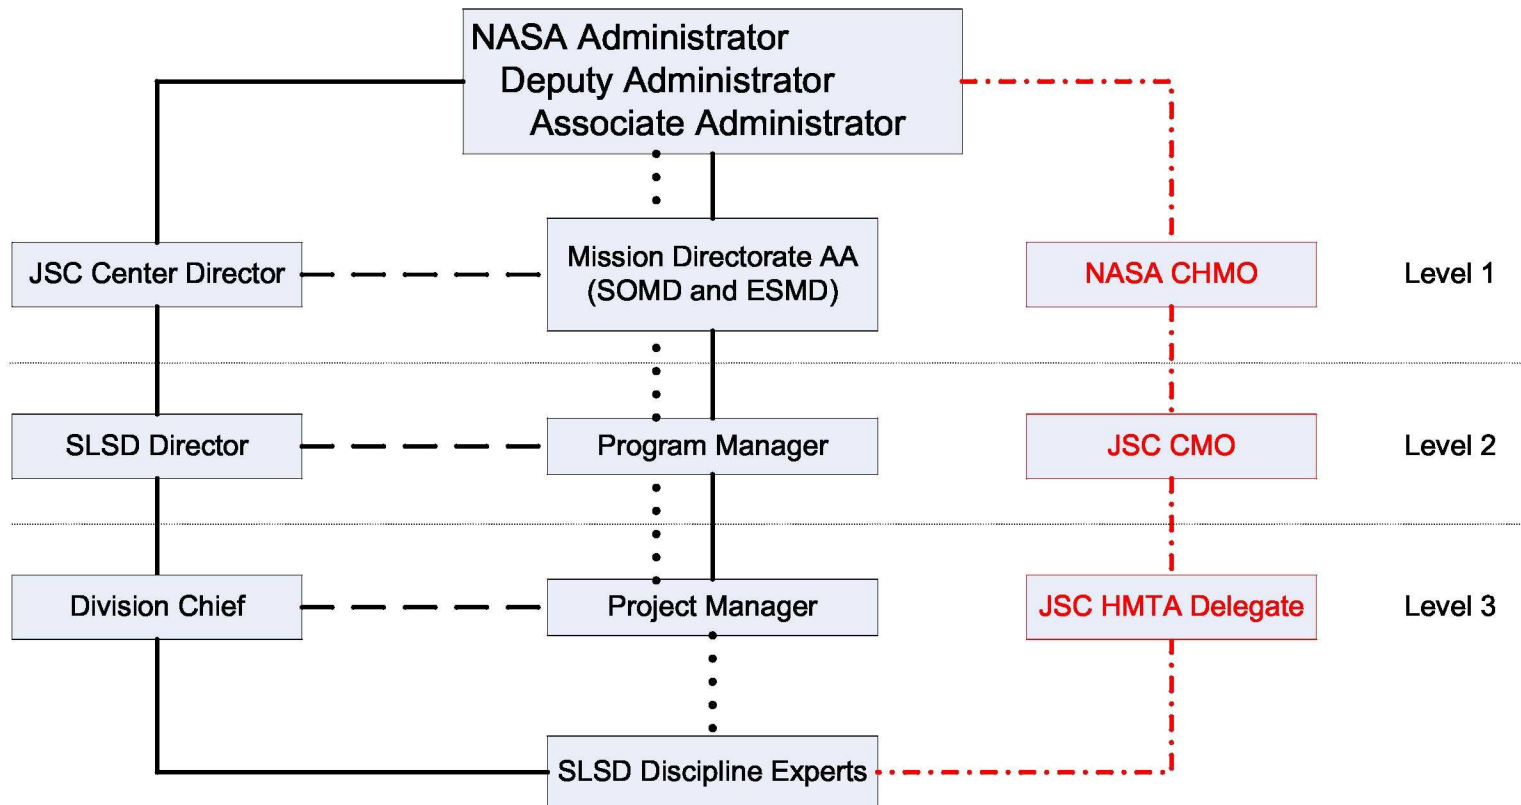 NASA Administrator
Deputy Administrator
Associate Administrator
JSC Center Director
Mission Directorate AA
(SOMD and ESMD)
NASA CHMO
Level 1
SLSD Director
Program Manager
JSC CMO
Level 2
Division Chief
Project Manager
JSC HMTA Delegate
Level 3
SLSD Discipline Experts